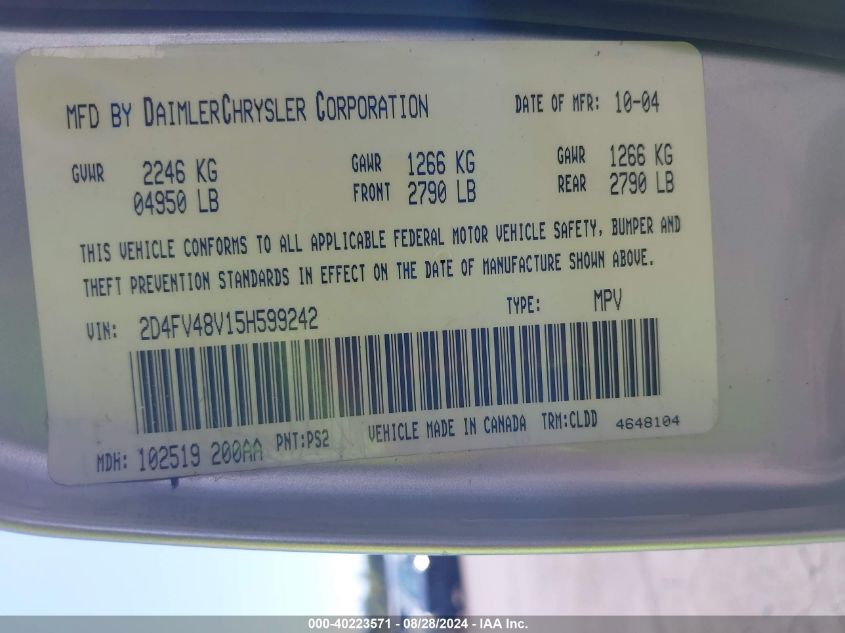 MFD BY DAIMLERCHRYSLER CORPORATION DATE OF MFR: 10-04
GVWR 2246 KG GAWR 1266 KG GAWR 1266 KG
04950 LB FRONT 2790 LB REAR 2790 LB
THIS VEHICLE CONFORMS TO ALL APPLICABLE FEDERAL MOTOR VEHICLE SAFETY, BUMPER AND
THEFT PREVENTION STANDARDS IN EFFECT ON THE DATE OF MANUFACTURE SHOWN ABOVE.
VIN: 2D4FV48V15H599242 TYPE: MPV
MDH: 102519 200AA PNT:PS2 VEHICLE MADE IN CANADA TRM:CLDD 4648104
000-40223571 - 08/28/2024 - IAA Inc.